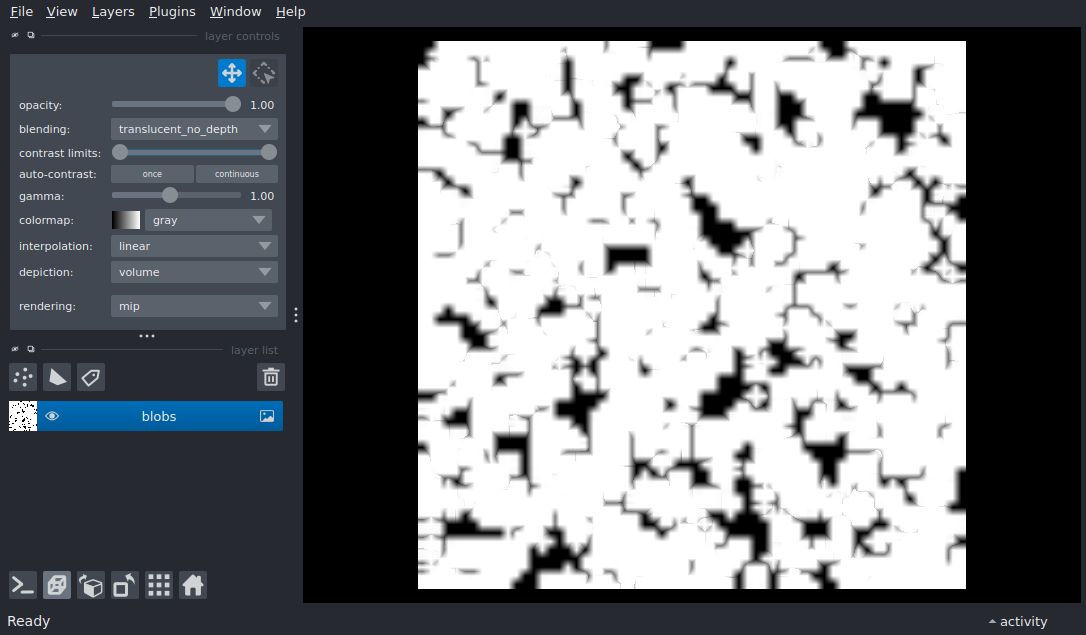 File View Layers Plugins Window Help
layer controls
opacity: 1.00
blending: translucent_no_depth
contrast limits:
auto-contrast: once continuous
gamma: 1.00
colormap: gray
interpolation: linear
depiction: volume
rendering: mip
layer list
blobs
Ready activity